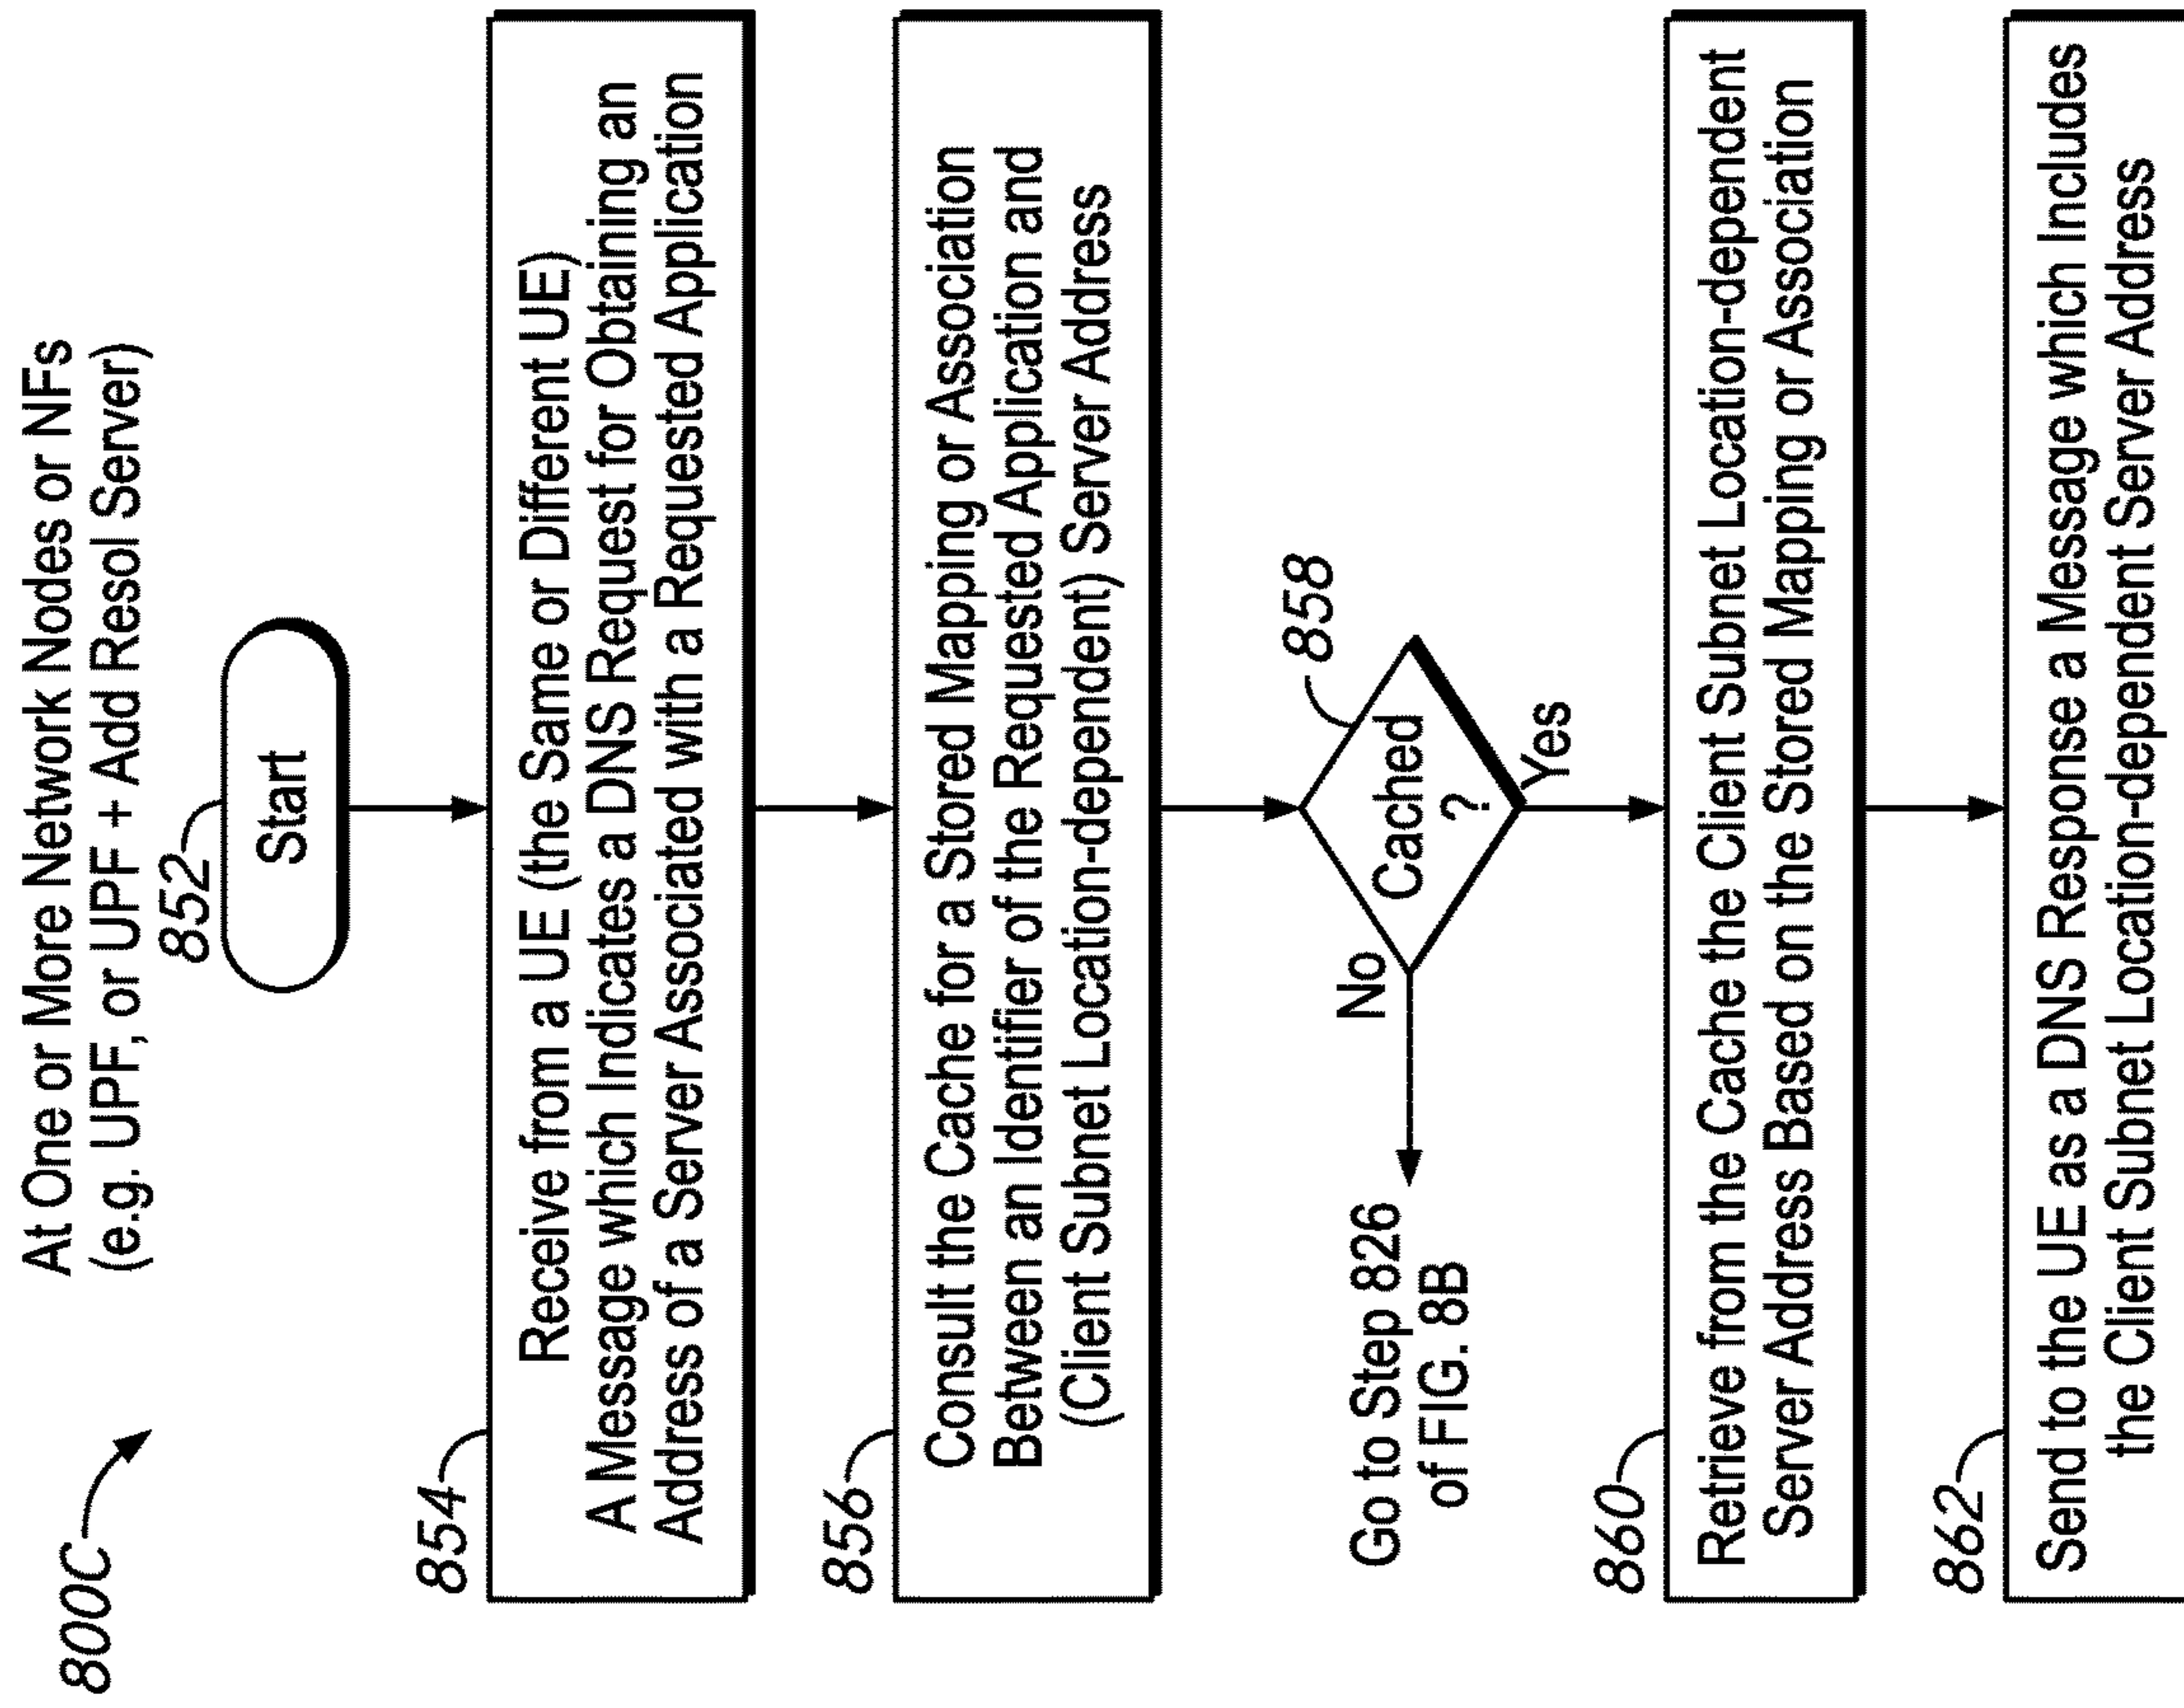 800C
At One or More Network Nodes or NFs
(e.g. UPF, or UPF + Add Resol Server)
852
Start
854
Receive from a UE (the Same or Different UE)
A Message which Indicates a DNS Request for Obtaining an
Address of a Server Associated with a Requested Application
856
Consult the Cache for a Stored Mapping or Association
Between an Identifier of the Requested Application and
(Client Subnet Location-dependent) Server Address
858
Cached
?
No
Yes
Go to Step 826
of FIG. 8B
860
Retrieve from the Cache the Client Subnet Location-dependent
Server Address Based on the Stored Mapping or Association
862
Send to the UE as a DNS Response a Message which Includes
the Client Subnet Location-dependent Server Address